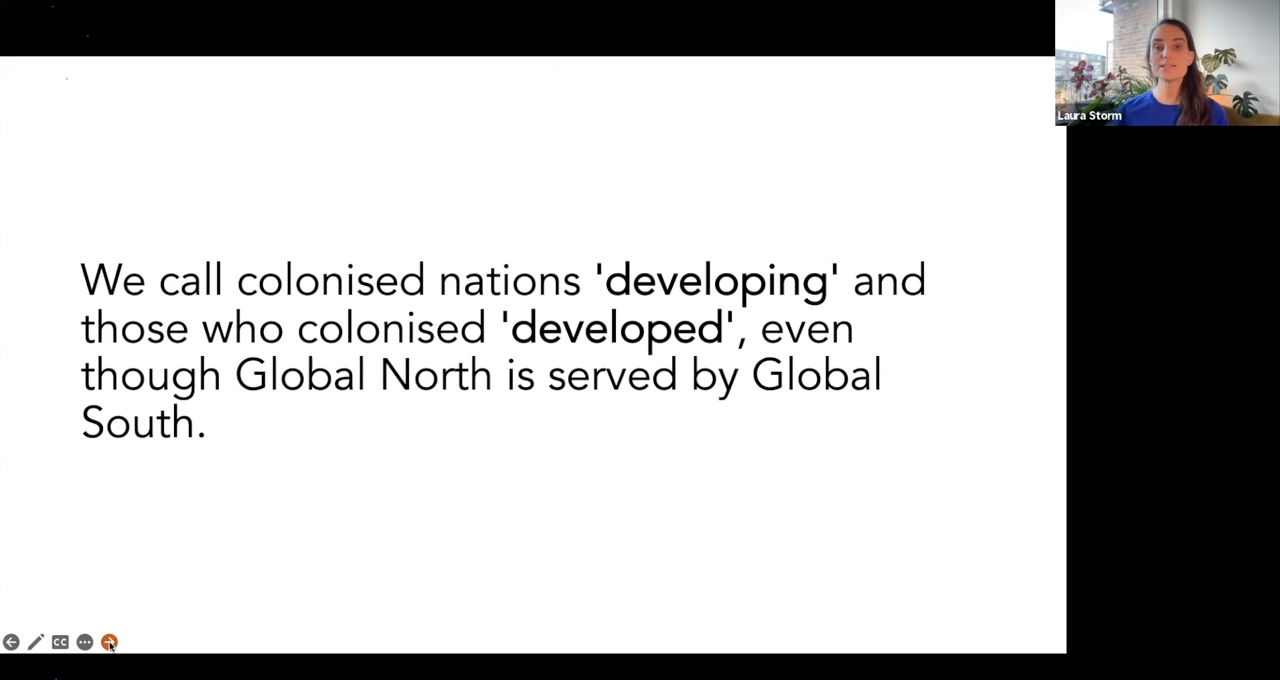 Laura Storm
We call colonised nations 'developing' and
those who colonised 'developed', even
though Global North is served by Global
South.
CC